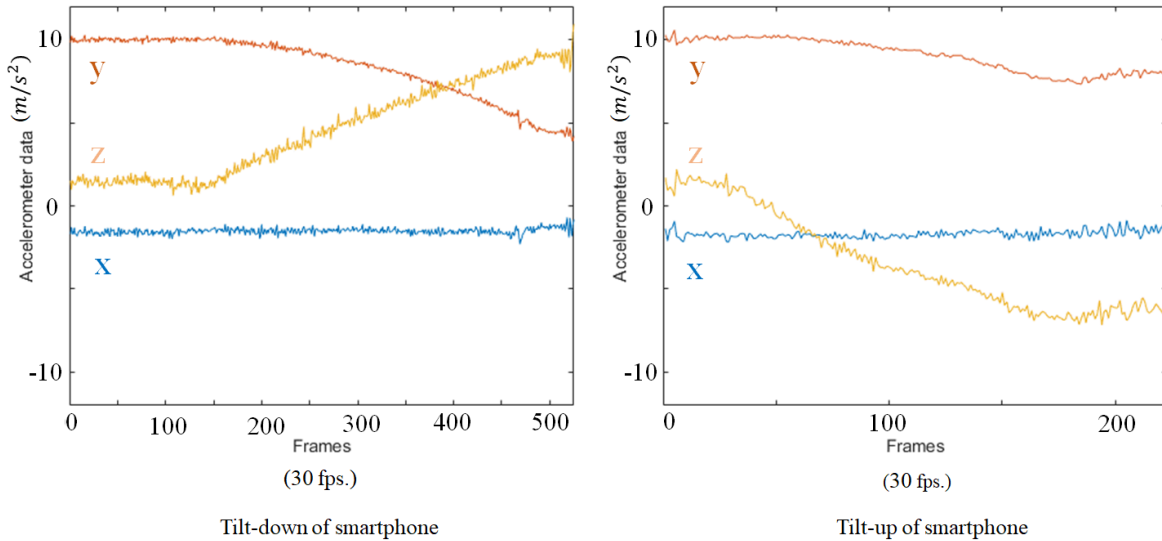 Accelerometer data (m/s²)
10
0
-10
y
z
x
0 100 200 300 400 500
Frames
(30 fps.)
Tilt-down of smartphone
Accelerometer data (m/s²)
10
0
-10
y
z
x
0 100 200
Frames
(30 fps.)
Tilt-up of smartphone